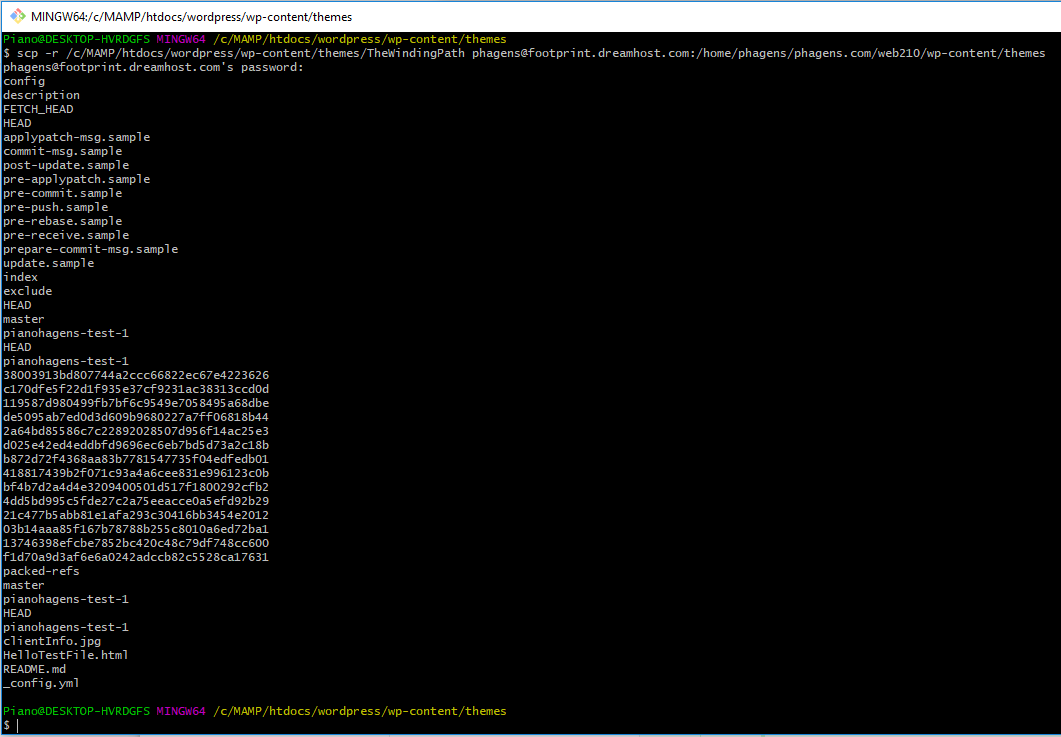 MINGW64:/c/MAMP/htdocs/wordpress/wp-content/themes
Piano@DESKTOP-HVRDGFS MINGW64 /c/MAMP/htdocs/wordpress/wp-content/themes
$ scp -r /c/MAMP/htdocs/wordpress/wp-content/themes/TheWindingPath phagens@footprint.dreamhost.com:/home/phagens/phagens.com/web210/wp-content/themes
phagens@footprint.dreamhost.com's password:
config
description
FETCH_HEAD
HEAD
applypatch-msg.sample
commit-msg.sample
post-update.sample
pre-applypatch.sample
pre-commit.sample
pre-push.sample
pre-rebase.sample
pre-receive.sample
prepare-commit-msg.sample
update.sample
index
exclude
HEAD
master
pianohagens-test-1
HEAD
pianohagens-test-1
38003913bd807744a2ccc66822ec67e4223626
c170dfe5f22d1f935e37cf9231ac38313ccd0d
119587d980499fb7bf6c9549e7058495a68dbe
de5095ab7ed0d3d609b9680227a7ff06818b44
2a64bd85586c7c22892028507d956f14ac25e3
d025e42ed4eddbfd9696ec6eb7bd5d73a2c18b
b872d72f4368aa83b7781547735f04edfedb01
418817439b2f071c93a4a6cee831e996123c0b
bf4b7d2a4d4e3209400501d517f1800292cfb2
4dd5bd995c5fde27c2a75eeacce0a5efd92b29
21c477b5abb81e1afa293c30416bb3454e2012
03b14aaa85f167b78788b255c8010a6ed72ba1
13746398efcbe7852bc420c48c79df748cc600
f1d70a9d3af6e6a0242adccb82c5528ca17631
packed-refs
master
pianohagens-test-1
HEAD
pianohagens-test-1
clientInfo.jpg
HelloTestFile.html
README.md
_config.yml
Piano@DESKTOP-HVRDGFS MINGW64 /c/MAMP/htdocs/wordpress/wp-content/themes
$